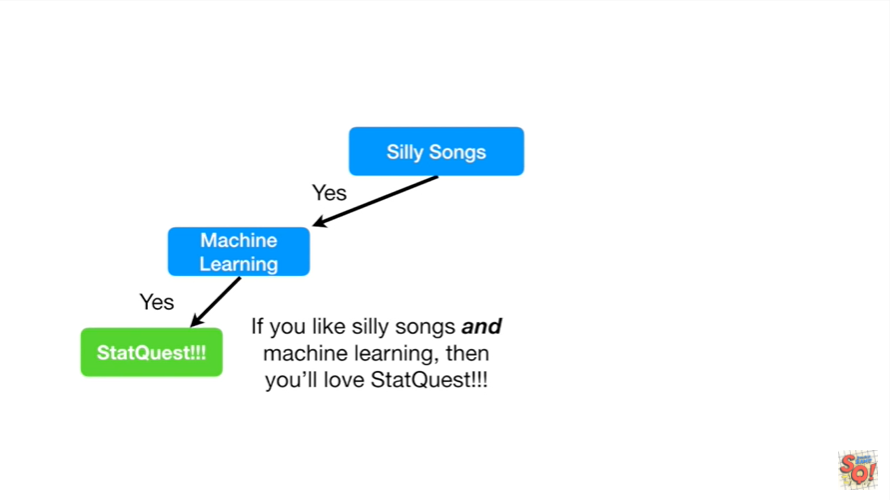 Silly Songs
Yes
Machine
Learning
Yes
StatQuest!!!
If you like silly songs and
machine learning, then
you'll love StatQuest!!!
SQ!